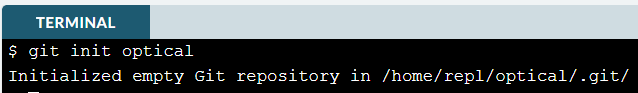 TERMINAL
$ git init optical
Initialized empty Git repository in /home/repl/optical/.git/